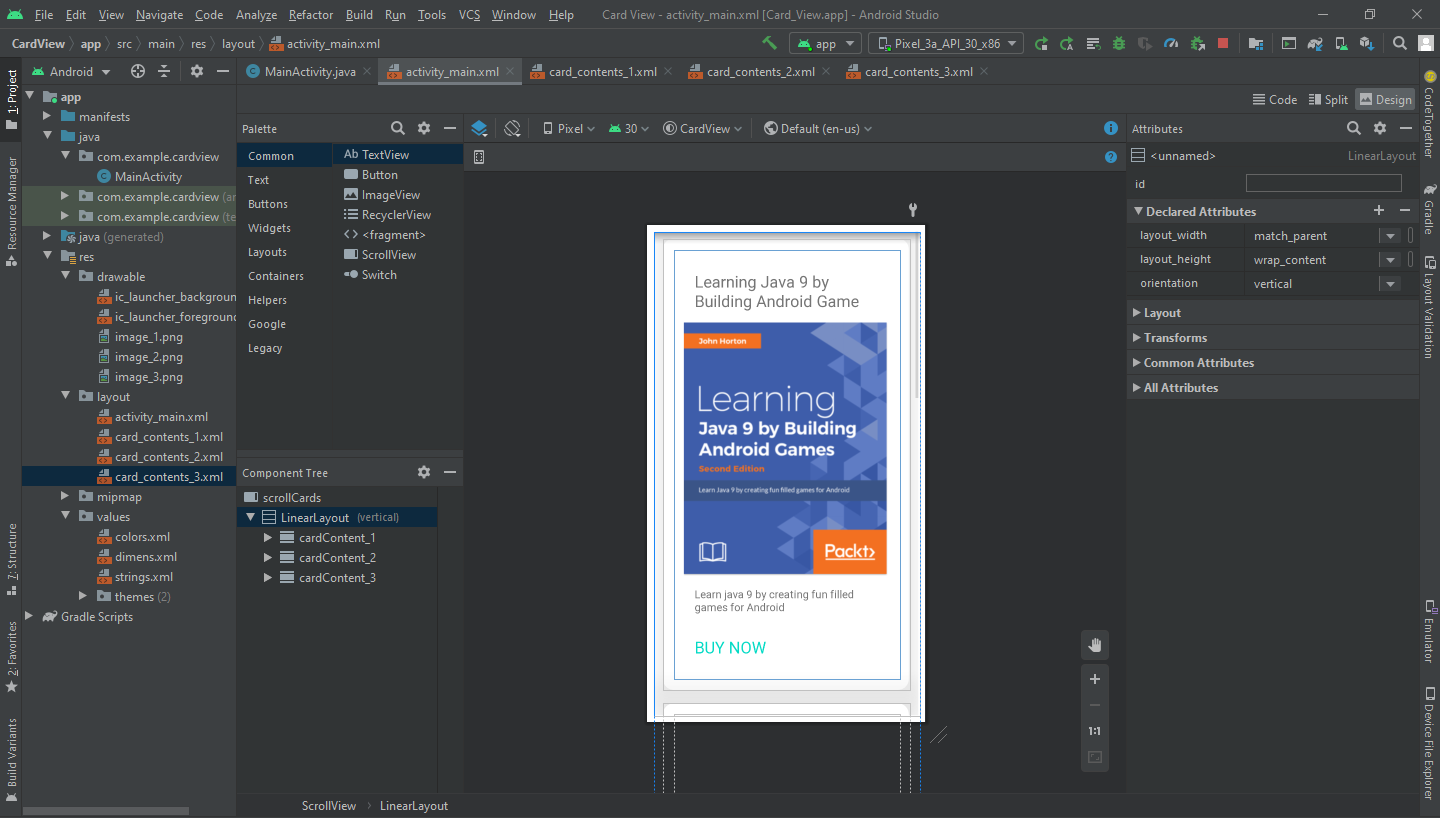 File Edit View Navigate Code Analyze Refactor Build Run Tools VCS Window Help Card View - activity_main.xml [Card_View.app] - Android Studio
CardView app src main res layout activity_main.xml app Pixel_3a_API_30_x86
1: Project
Resource Manager
7: Structure
2: Favorites
Build Variants
Android
app
manifests
java
com.example.cardview
MainActivity
com.example.cardview (ar
com.example.cardview (te
java (generated)
res
drawable
ic_launcher_backgroun
ic_launcher_foreground
image_1.png
image_2.png
image_3.png
layout
activity_main.xml
card_contents_1.xml
card_contents_2.xml
card_contents_3.xml
mipmap
values
colors.xml
dimens.xml
strings.xml
themes (2)
Gradle Scripts
MainActivity.java activity_main.xml card_contents_1.xml card_contents_2.xml card_contents_3.xml
Code Split Design
Palette
Common
Text
Buttons
Widgets
Layouts
Containers
Helpers
Google
Legacy
Ab TextView
Button
ImageView
RecyclerView
<fragment>
ScrollView
Switch
Component Tree
scrollCards
LinearLayout (vertical)
cardContent_1
cardContent_2
cardContent_3
Pixel 30 CardView Default (en-us)
Learning Java 9 by
Building Android Game
John Horton
Learning
Java 9 by Building
Android Games
Second Edition
Learn Java 9 by creating fun filled games for Android
Packt>
Learn java 9 by creating fun filled
games for Android
BUY NOW
1:1
Attributes
<unnamed> LinearLayout
id
Declared Attributes
layout_width match_parent
layout_height wrap_content
orientation vertical
Layout
Transforms
Common Attributes
All Attributes
CodeTogether
Gradle
Layout Validation
Emulator
Device File Explorer
ScrollView LinearLayout